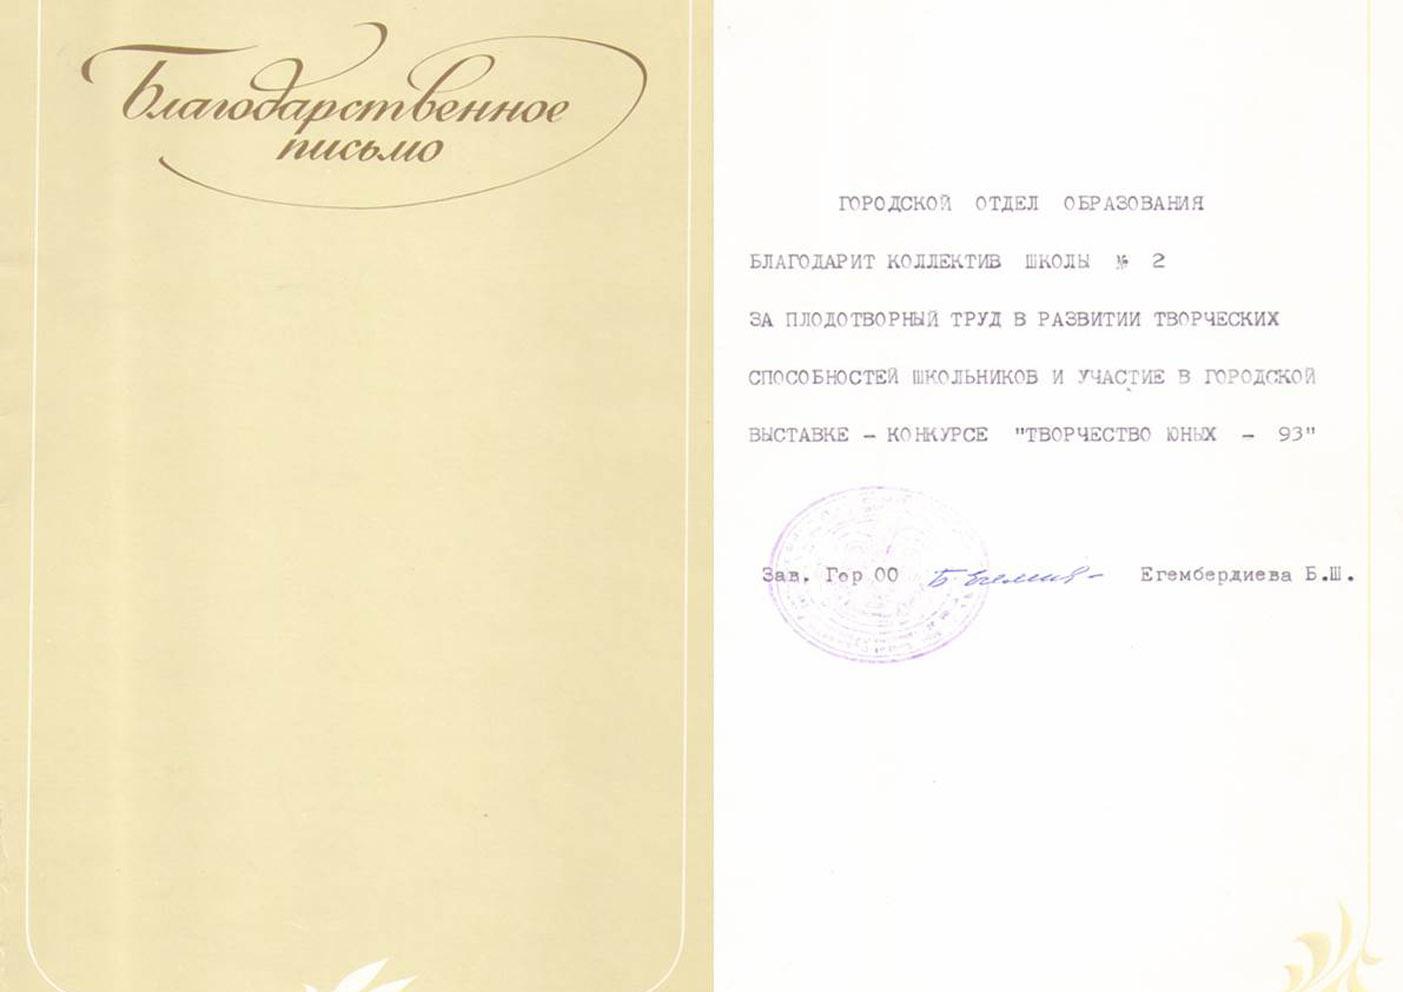 Благодарственное
письмо
ГОРОДСКОЙ ОТДЕЛ ОБРАЗОВАНИЯ
БЛАГОДАРИТ КОЛЛЕКТИВ ШКОЛЫ № 2
ЗА ПЛОДОТВОРНЫЙ ТРУД В РАЗВИТИИ ТВОРЧЕСКИХ
СПОСОБНОСТЕЙ ШКОЛЬНИКОВ И УЧАСТИЕ В ГОРОДСКОЙ
ВЫСТАВКЕ - КОНКУРСЕ "ТВОРЧЕСТВО ЮНЫХ - 93"
Зав. Гор ОО Егембердиева Б.Ш.